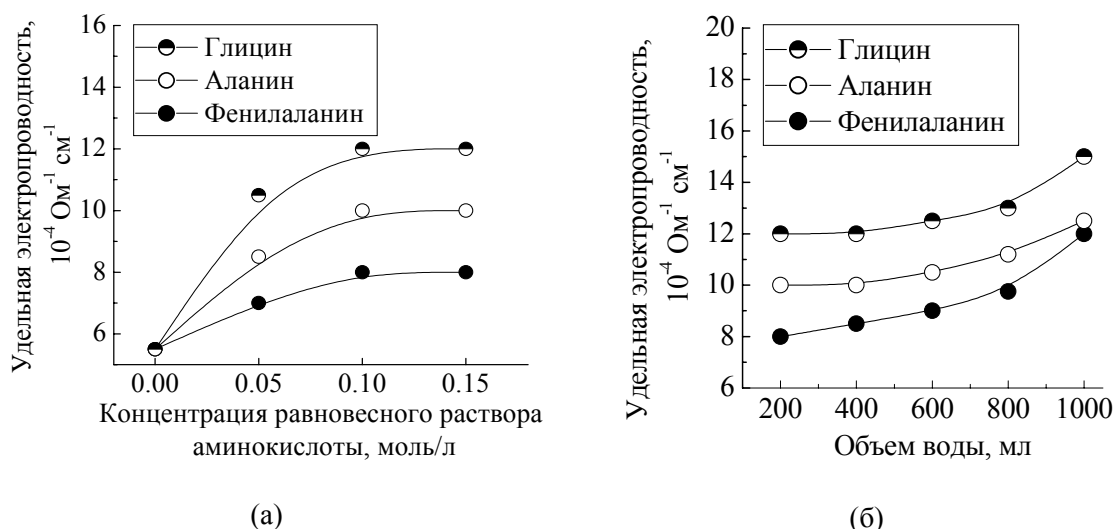 Удельная электропроводность,
10⁻⁴ Ом⁻¹ см⁻¹
16
14
12
10
8
6
Глицин
Аланин
Фенилаланин
0.00 0.05 0.10 0.15
Концентрация равновесного раствора
аминокислоты, моль/л
(а)
Удельная электропроводность,
10⁻⁴ Ом⁻¹ см⁻¹
20
18
16
14
12
10
8
6
Глицин
Аланин
Фенилаланин
200 400 600 800 1000
Объем воды, мл
(б)